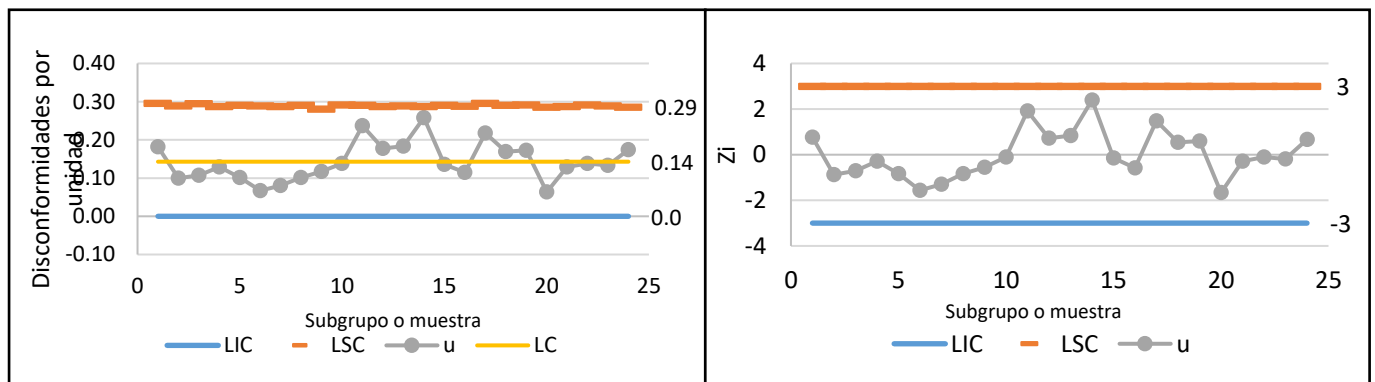 Disconformidades por
unidad
0.40
0.30
0.20
0.10
0.00
-0.10
0.29
0.14
0.0
0 5 10 15 20 25
Subgrupo o muestra
LIC LSC u LC
Zi
4
2
0
-2
-4
3
-3
0 5 10 15 20 25
Subgrupo o muestra
LIC LSC u